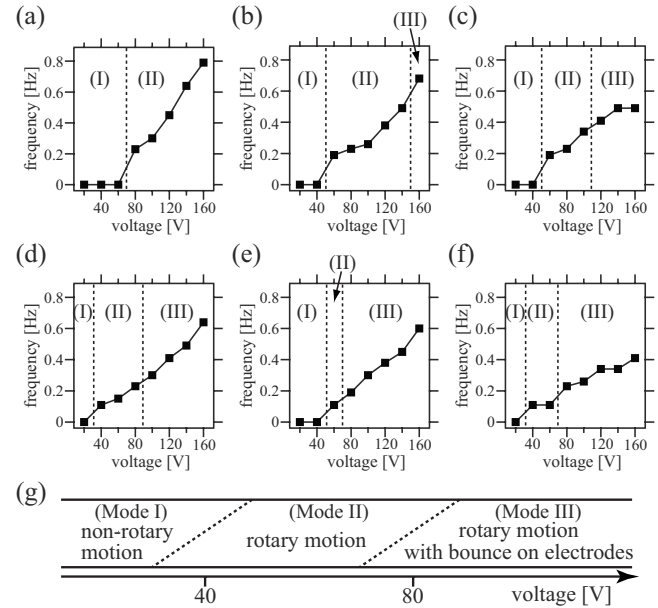 (a)
(b)
(III)
(c)
0.8
0.6
0.4
0.2
0
frequency [Hz]
(I)
(II)
40 80 120 160
voltage [V]
0.8
0.6
0.4
0.2
0
frequency [Hz]
(I)
(II)
40 80 120 160
voltage [V]
0.8
0.6
0.4
0.2
0
frequency [Hz]
(I)
(II)
(III)
40 80 120 160
voltage [V]
(d)
(e)
(II)
(f)
0.8
0.6
0.4
0.2
0
frequency [Hz]
(I)
(II)
(III)
40 80 120 160
voltage [V]
0.8
0.6
0.4
0.2
0
frequency [Hz]
(I)
(III)
40 80 120 160
voltage [V]
0.8
0.6
0.4
0.2
0
frequency [Hz]
(I)
(II)
(III)
40 80 120 160
voltage [V]
(g)
(Mode I)
non-rotary
motion
(Mode II)
rotary motion
(Mode III)
rotary motion
with bounce on electrodes
40
80
voltage [V]